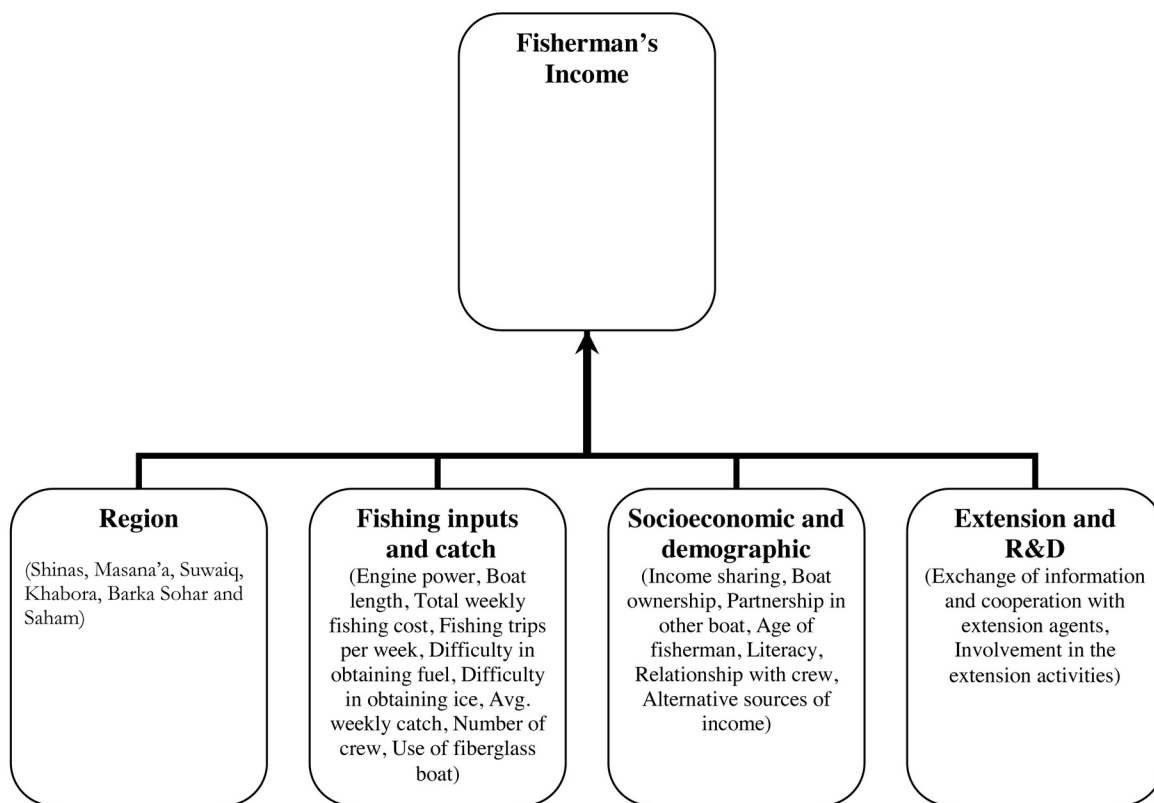 Fisherman’s
Income
Region
(Shinas, Masana’a, Suwaiq,
Khabora, Barka Sohar and
Saham)
Fishing inputs
and catch
(Engine power, Boat
length, Total weekly
fishing cost, Fishing trips
per week, Difficulty in
obtaining fuel, Difficulty
in obtaining ice, Avg.
weekly catch, Number of
crew, Use of fiberglass
boat)
Socioeconomic and
demographic
(Income sharing, Boat
ownership, Partnership in
other boat, Age of
fisherman, Literacy,
Relationship with crew,
Alternative sources of
income)
Extension and
R&D
(Exchange of information
and cooperation with
extension agents,
Involvement in the
extension activities)